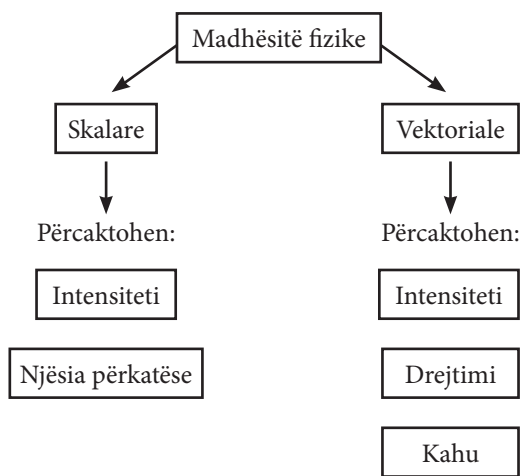 Madhësitë fizike
Skalare
Vektoriale
Përcaktohen:
Përcaktohen:
Intensiteti
Intensiteti
Njësia përkatëse
Drejtimi
Kahu